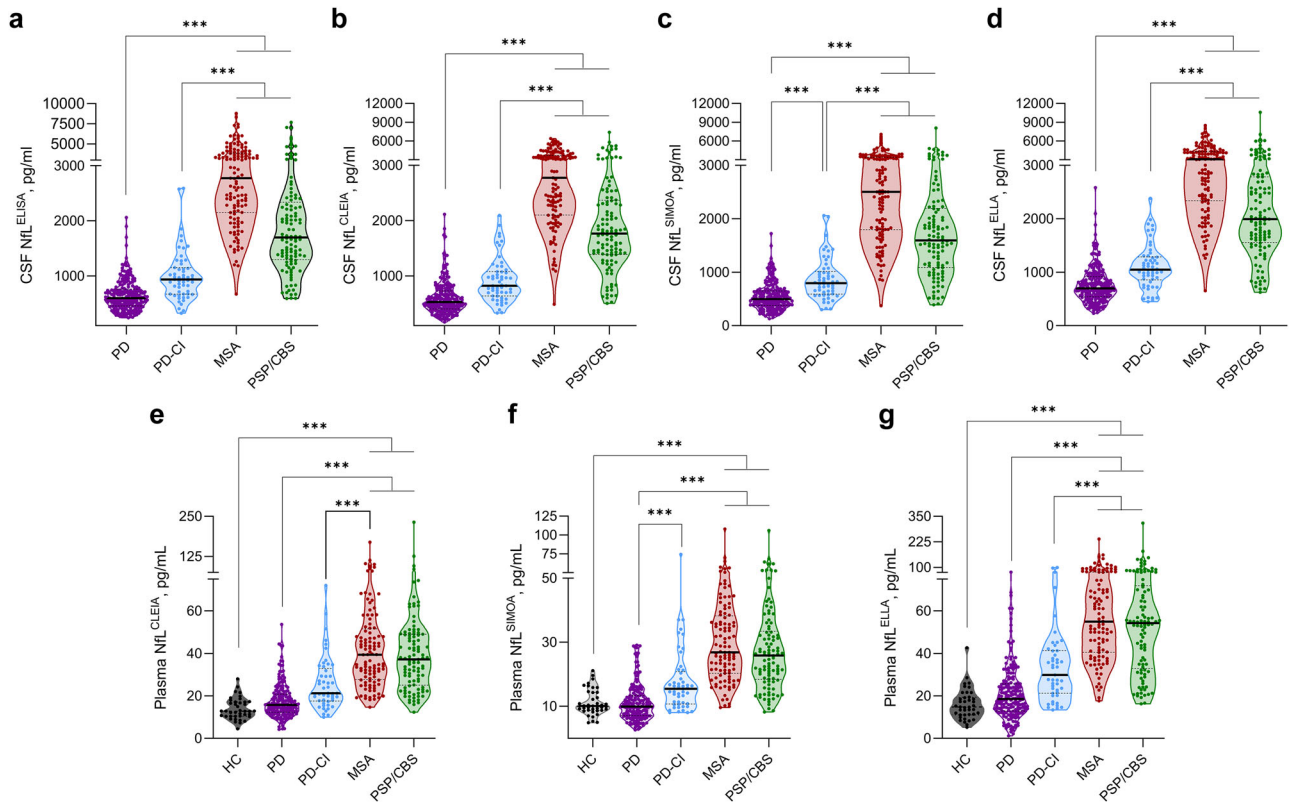 a
***
***
CSF NfL^ELISA, pg/ml
10000
7500
5000
3000
2000
1000
PD
PD-CI
MSA
PSP/CBS
b
***
***
CSF NfL^CLEIA, pg/ml
12000
9000
6000
3000
2000
1000
PD
PD-CI
MSA
PSP/CBS
c
***
***
***
CSF NfL^SIMOA, pg/ml
12000
9000
6000
3000
2000
1000
0
PD
PD-CI
MSA
PSP/CBS
d
***
***
CSF NfL^ELLA, pg/ml
12000
9000
6000
3000
2000
1000
0
PD
PD-CI
MSA
PSP/CBS
e
***
***
***
Plasma NfL^CLEIA, pg/mL
250
125
60
40
20
0
HC
PD
PD-CI
MSA
PSP/CBS
f
***
***
***
Plasma NfL^SIMOA, pg/mL
125
100
75
50
30
10
HC
PD
PD-CI
MSA
PSP/CBS
g
***
***
***
Plasma NfL^ELLA, pg/mL
350
225
100
60
40
20
0
HC
PD
PD-CI
MSA
PSP/CBS